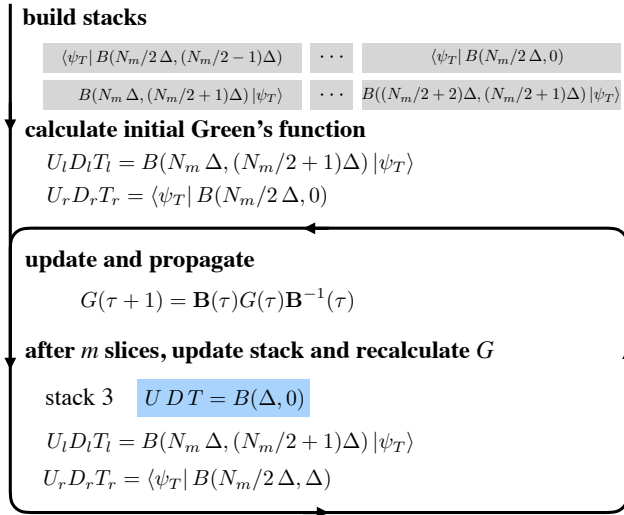 build stacks
⟨ψ_T| B(N_m/2 Δ, (N_m/2 − 1)Δ) ··· ⟨ψ_T| B(N_m/2 Δ, 0)
B(N_m Δ, (N_m/2 + 1)Δ) |ψ_T⟩ ··· B((N_m/2 + 2)Δ, (N_m/2 + 1)Δ) |ψ_T⟩
calculate initial Green's function
U_l D_l T_l = B(N_m Δ, (N_m/2 + 1)Δ) |ψ_T⟩
U_r D_r T_r = ⟨ψ_T| B(N_m/2 Δ, 0)
update and propagate
G(τ + 1) = B(τ)G(τ)B⁻¹(τ)
after m slices, update stack and recalculate G
stack 3 U D T = B(Δ, 0)
U_l D_l T_l = B(N_m Δ, (N_m/2 + 1)Δ) |ψ_T⟩
U_r D_r T_r = ⟨ψ_T| B(N_m/2 Δ, Δ)